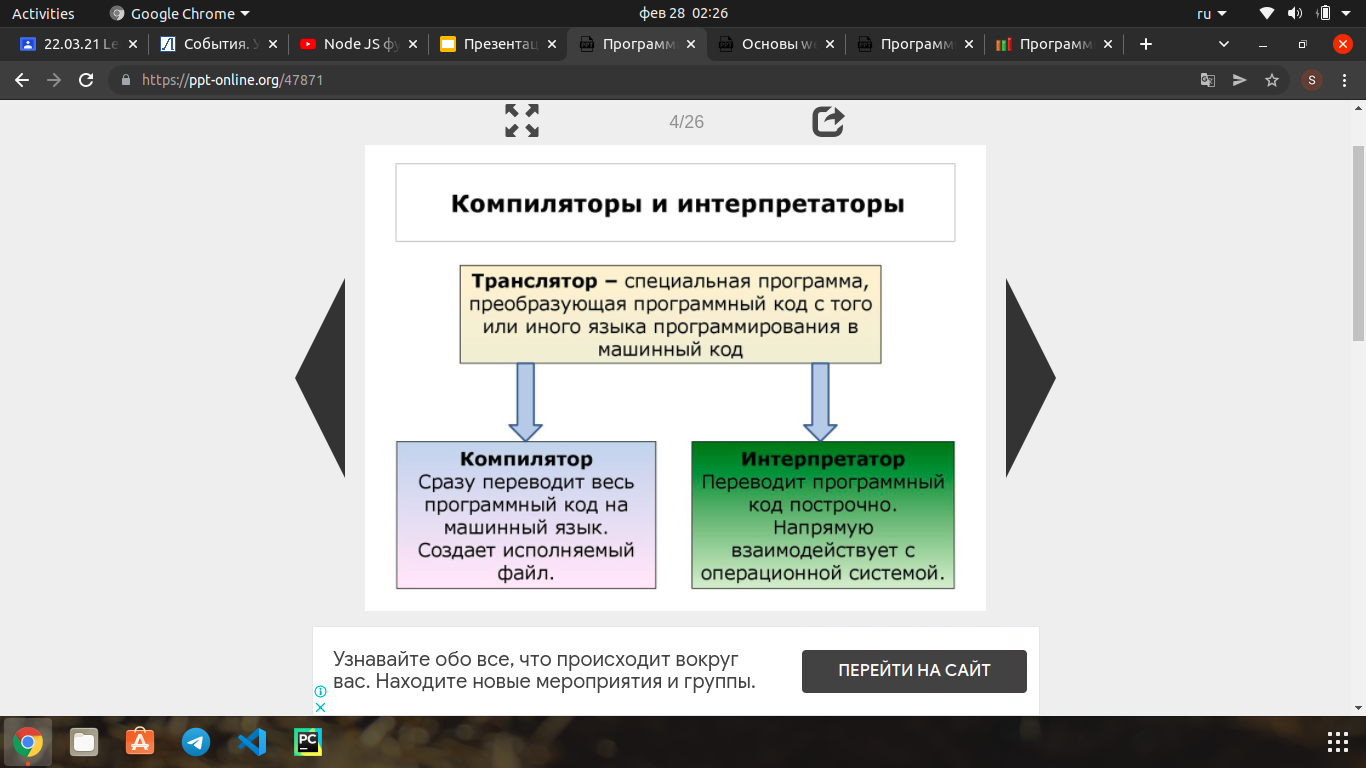 Activities
Google Chrome
фев 28 02:26
ru
22.03.21 Le
События. У
Node JS фу
Презентац
Программ
Основы we
Программ
Программ
https://ppt-online.org/47871
S
4/26
Компиляторы и интерпретаторы
Транслятор – специальная программа,
преобразующая программный код с того
или иного языка программирования в
машинный код
Компилятор
Сразу переводит весь
программный код на
машинный язык.
Создает исполняемый
файл.
Интерпретатор
Переводит программный
код построчно.
Напрямую
взаимодействует с
операционной системой.
Узнавайте обо все, что происходит вокруг
вас. Находите новые мероприятия и группы.
ПЕРЕЙТИ НА САЙТ
PC